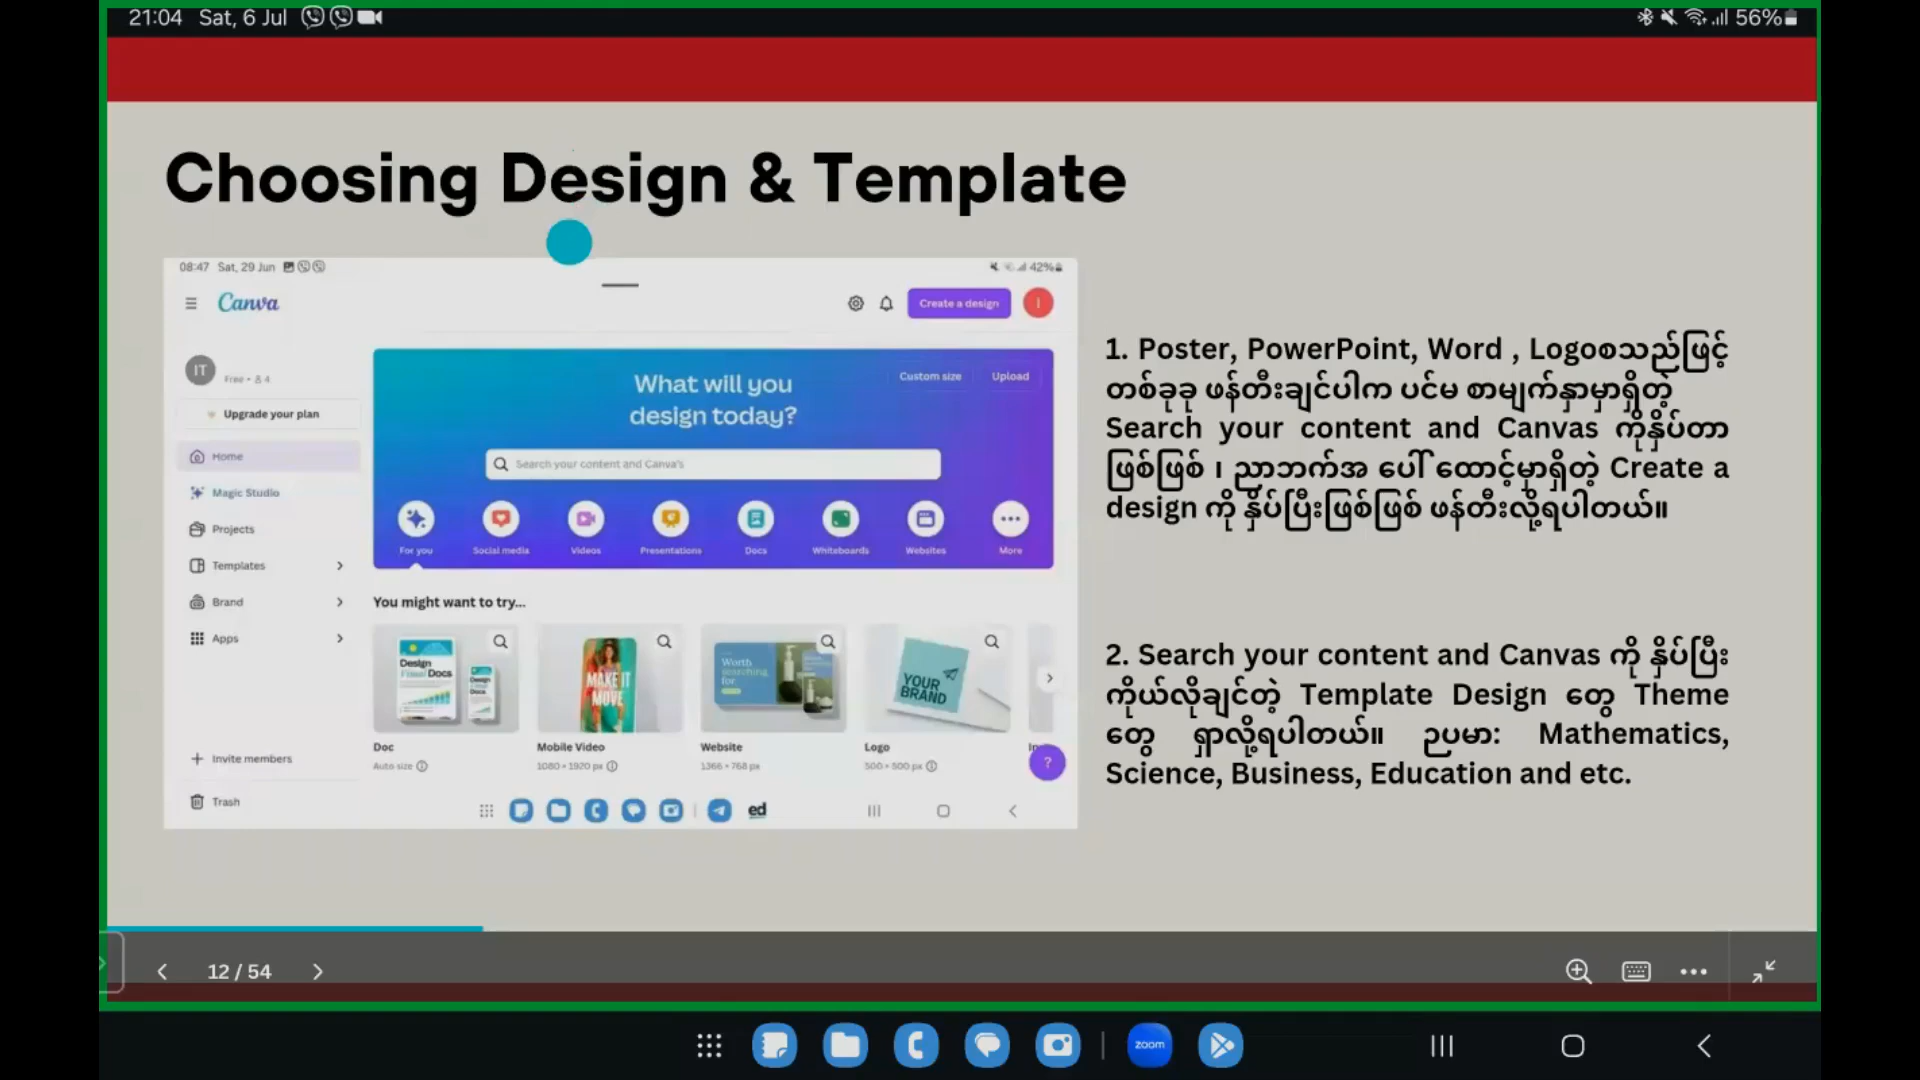 21:04 Sat, 6 Jul
56%
Choosing Design & Template
08:47 Sat, 29 Jun
42%
Canva
Create a design
I
IT
Free • 4
Upgrade your plan
Home
Magic Studio
Projects
Templates
Brand
Apps
Invite members
Trash
What will you
design today?
Custom size
Upload
Search your content and Canva's
For you
Social media
Videos
Presentations
Docs
Whiteboards
Websites
More
You might want to try...
Design
Docs
MAKE IT
MOVE
Worth
searching
for.
YOUR
BRAND
Doc
Mobile Video
Website
Logo
Auto size
1080 × 1920 px
1366 × 768 px
500 × 500 px
?
ed
1. Poster, PowerPoint, Word , Logoစသည်ဖြင့်
တစ်ခုခု ဖန်တီးချင်ပါက ပင်မ စာမျက်နှာမှာရှိတဲ့
Search your content and Canvas ကိုနှိပ်တာ
ဖြစ်ဖြစ် ၊ ညာဘက်အ ပေါ် ထောင့်မှာရှိတဲ့ Create a
design ကို နှိပ်ပြီးဖြစ်ဖြစ် ဖန်တီးလို့ရပါတယ်။
2. Search your content and Canvas ကို နှိပ်ပြီး
ကိုယ်လိုချင်တဲ့ Template Design တွေ Theme
တွေ ရှာလို့ရပါတယ်။ ဥပမာ: Mathematics,
Science, Business, Education and etc.
12 / 54
zoom